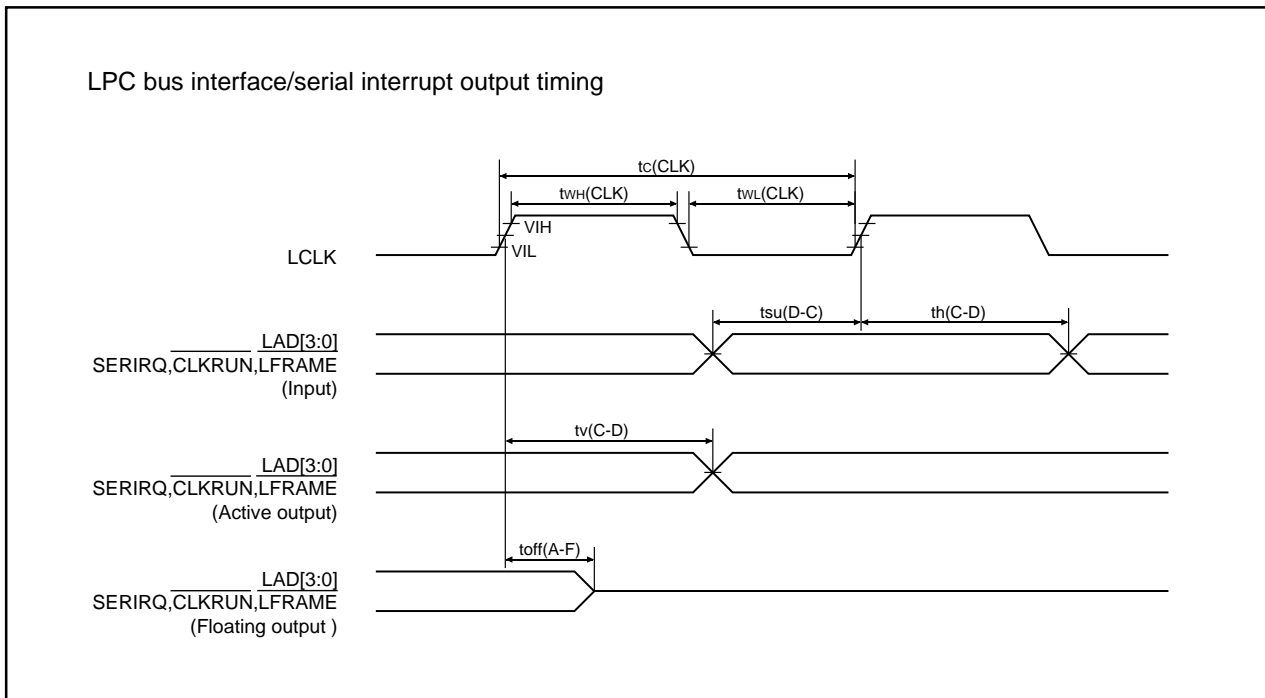 LPC bus interface/serial interrupt output timing
tC(CLK)
tWH(CLK)
tWL(CLK)
VIH
VIL
LCLK
tsu(D-C)
th(C-D)
LAD[3:0]
SERIRQ,CLKRUN,LFRAME
(Input)
tv(C-D)
LAD[3:0]
SERIRQ,CLKRUN,LFRAME
(Active output)
toff(A-F)
LAD[3:0]
SERIRQ,CLKRUN,LFRAME
(Floating output )